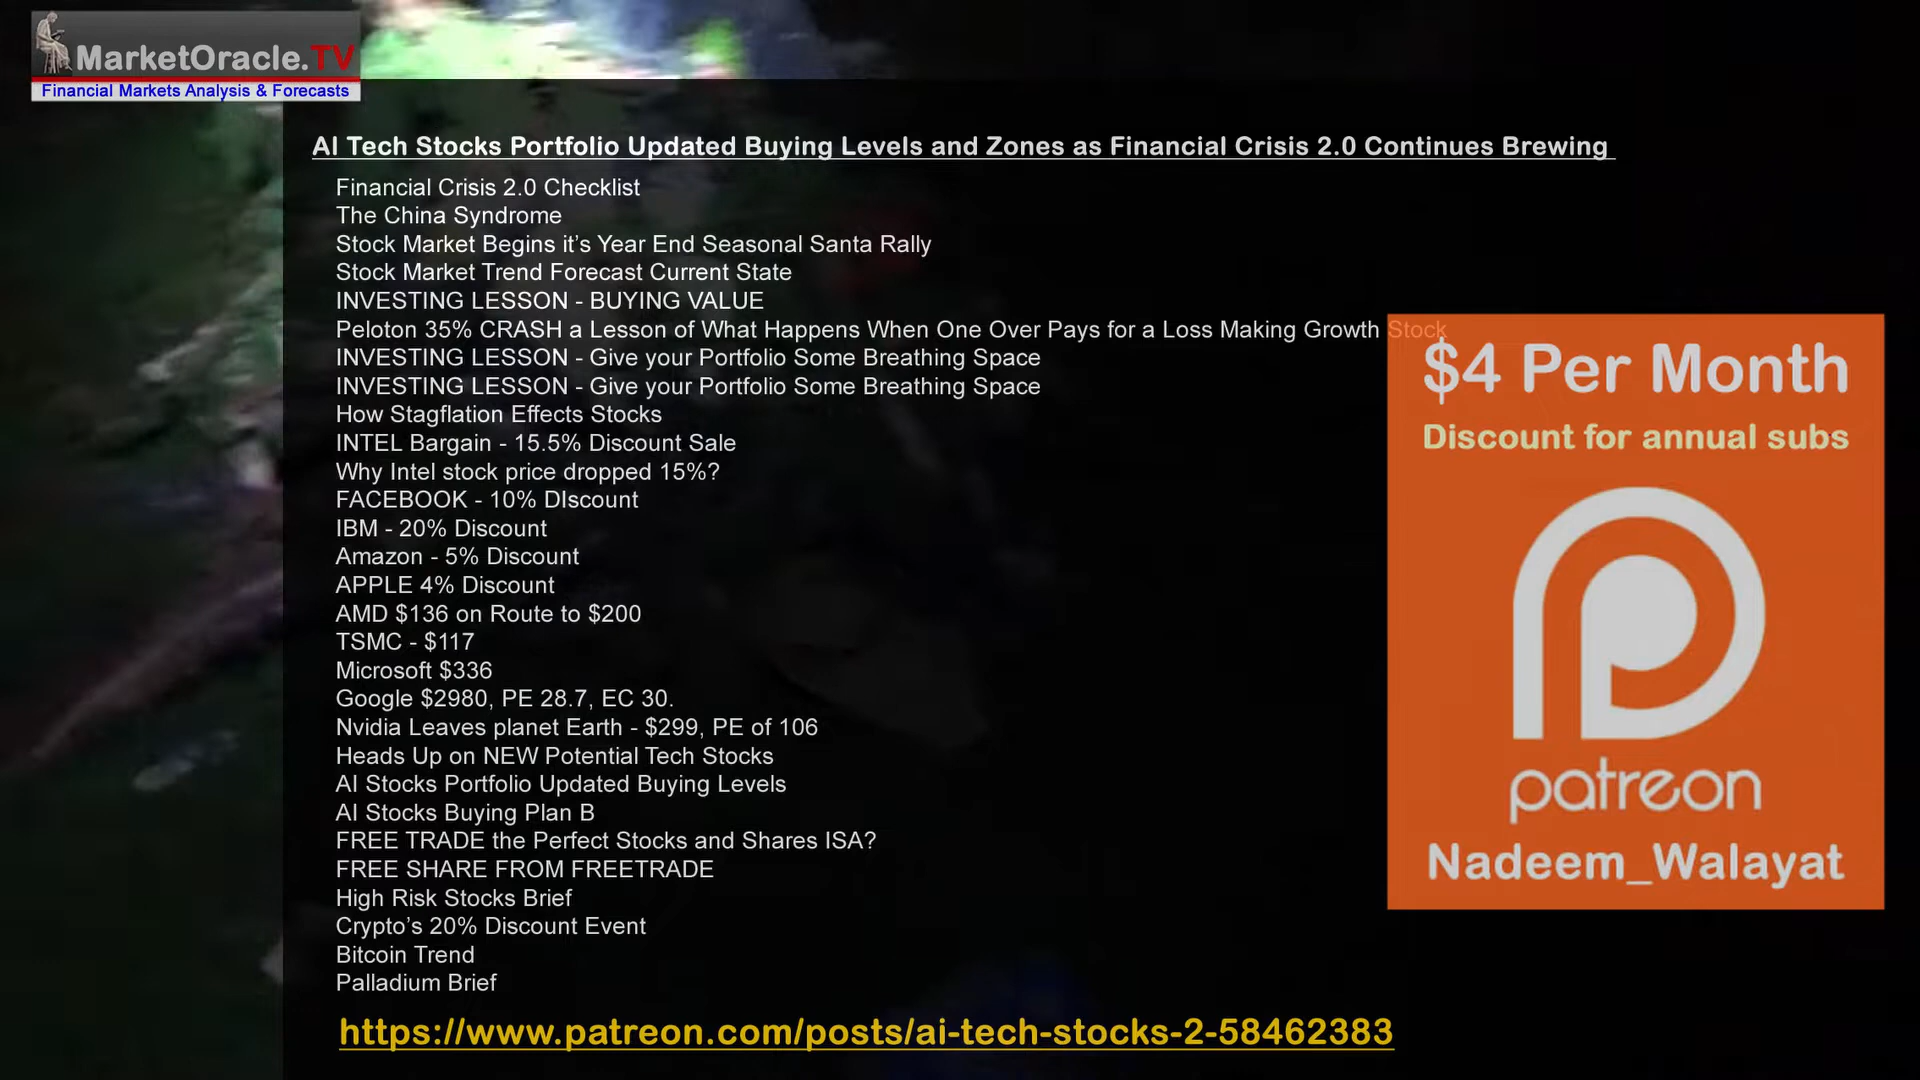 MarketOracle.TV
Financial Markets Analysis & Forecasts
AI Tech Stocks Portfolio Updated Buying Levels and Zones as Financial Crisis 2.0 Continues Brewing
Financial Crisis 2.0 Checklist
The China Syndrome
Stock Market Begins it’s Year End Seasonal Santa Rally
Stock Market Trend Forecast Current State
INVESTING LESSON - BUYING VALUE
Peloton 35% CRASH a Lesson of What Happens When One Over Pays for a Loss Making Growth Stock
INVESTING LESSON - Give your Portfolio Some Breathing Space
INVESTING LESSON - Give your Portfolio Some Breathing Space
How Stagflation Effects Stocks
INTEL Bargain - 15.5% Discount Sale
Why Intel stock price dropped 15%?
FACEBOOK - 10% DIscount
IBM - 20% Discount
Amazon - 5% Discount
APPLE 4% Discount
AMD $136 on Route to $200
TSMC - $117
Microsoft $336
Google $2980, PE 28.7, EC 30.
Nvidia Leaves planet Earth - $299, PE of 106
Heads Up on NEW Potential Tech Stocks
AI Stocks Portfolio Updated Buying Levels
AI Stocks Buying Plan B
FREE TRADE the Perfect Stocks and Shares ISA?
FREE SHARE FROM FREETRADE
High Risk Stocks Brief
Crypto’s 20% Discount Event
Bitcoin Trend
Palladium Brief
https://www.patreon.com/posts/ai-tech-stocks-2-58462383
$4 Per Month
Discount for annual subs
patreon
Nadeem_Walayat